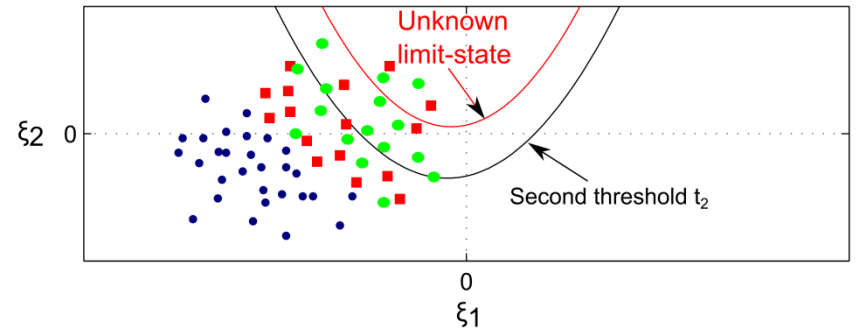 Unknown
limit-state
ξ2 0
Second threshold t2
0
ξ1